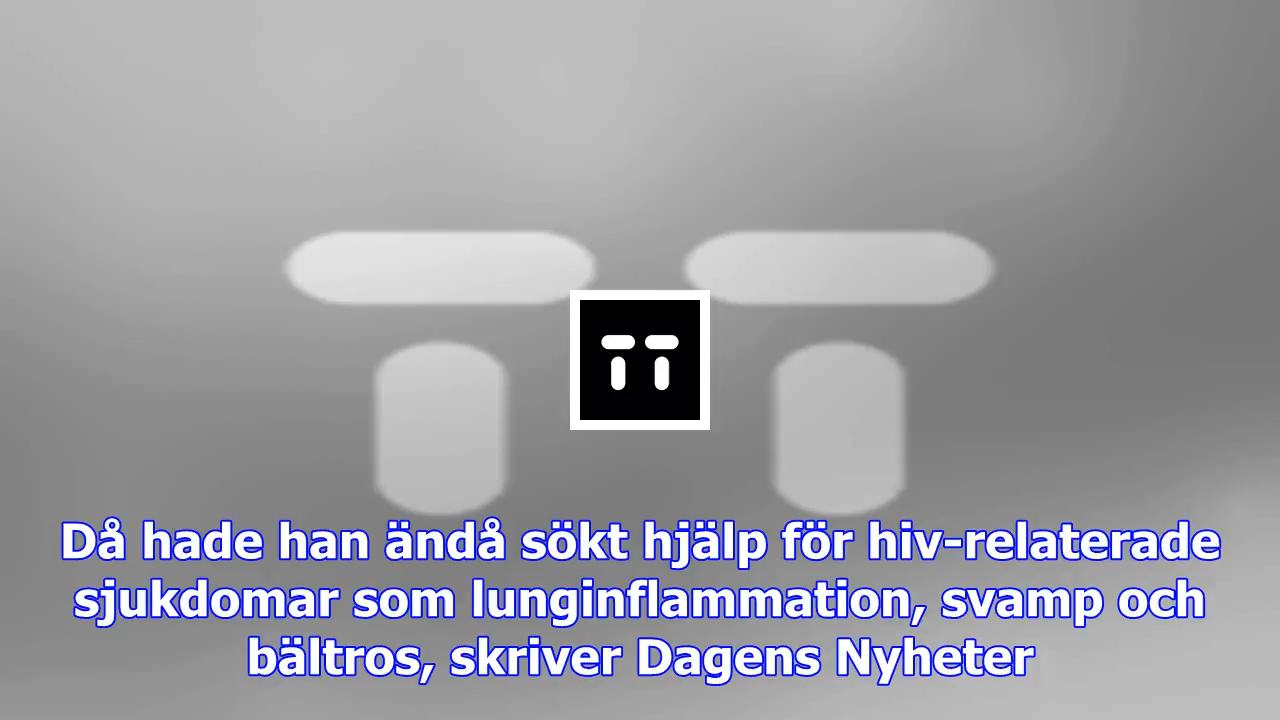 Då hade han ändå sökt hjälp för hiv-relaterade
sjukdomar som lunginflammation, svamp och
bältros, skriver Dagens Nyheter